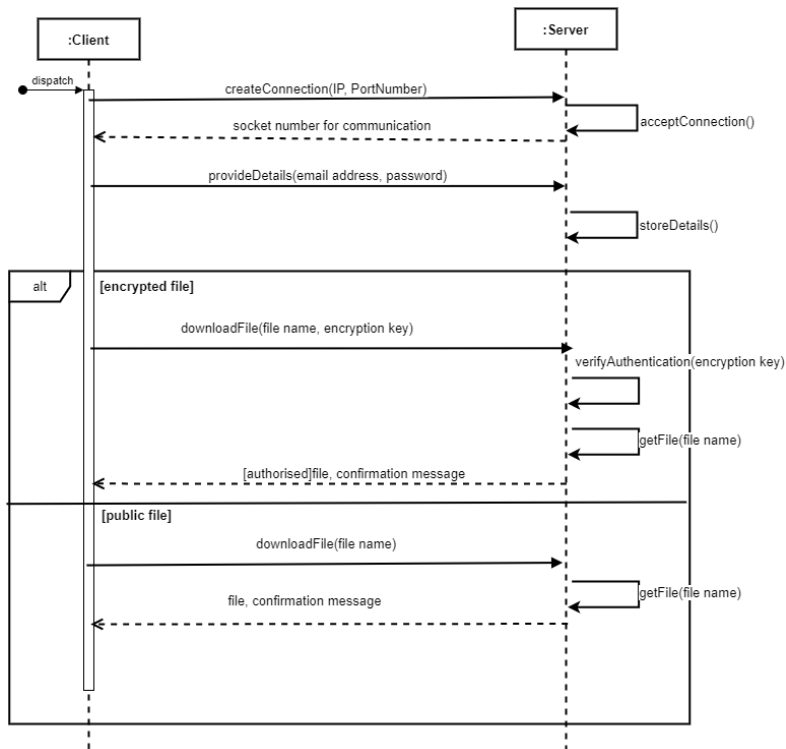 :Client
:Server
dispatch
createConnection(IP, PortNumber)
acceptConnection()
socket number for communication
provideDetails(email address, password)
storeDetails()
alt
[encrypted file]
downloadFile(file name, encryption key)
verifyAuthentication(encryption key)
getFile(file name)
[authorised]file, confirmation message
[public file]
downloadFile(file name)
getFile(file name)
file, confirmation message